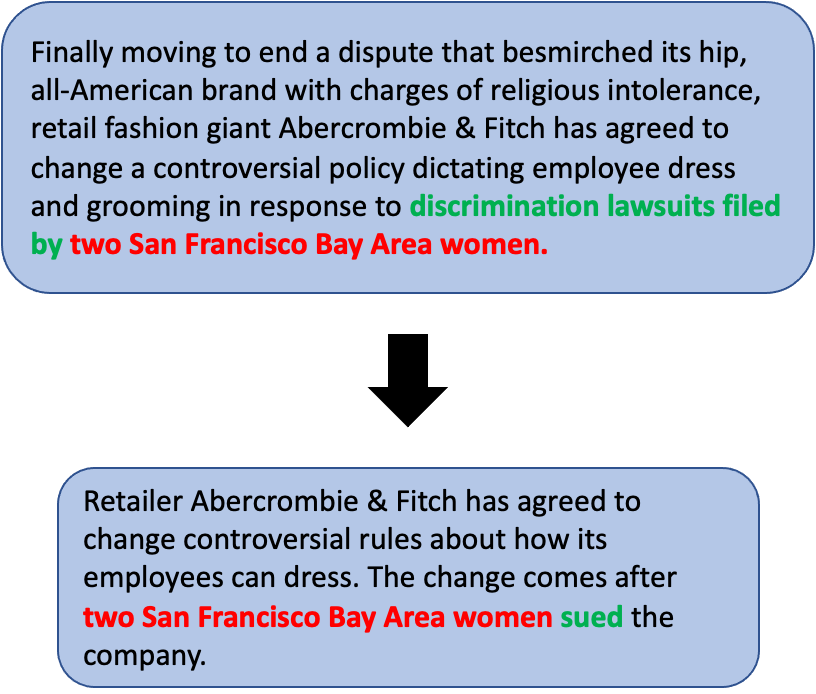 Finally moving to end a dispute that besmirched its hip,
all-American brand with charges of religious intolerance,
retail fashion giant Abercrombie & Fitch has agreed to
change a controversial policy dictating employee dress
and grooming in response to discrimination lawsuits filed
by two San Francisco Bay Area women.
Retailer Abercrombie & Fitch has agreed to
change controversial rules about how its
employees can dress. The change comes after
two San Francisco Bay Area women sued the
company.